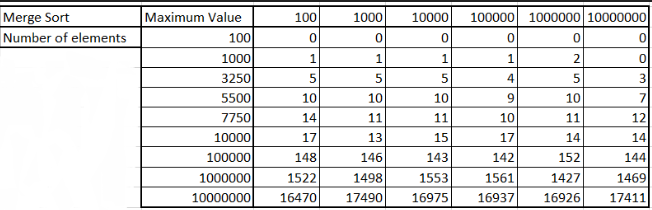 Merge Sort Maximum Value 100 1000 10000 100000 1000000 10000000
Number of elements 100 0 0 0 0 0 0
1000 1 1 1 1 2 0
3250 5 5 5 4 5 3
5500 10 10 10 9 10 7
7750 14 11 11 10 11 12
10000 17 13 15 17 14 14
100000 148 146 143 142 152 144
1000000 1522 1498 1553 1561 1427 1469
10000000 16470 17490 16975 16937 16926 17411